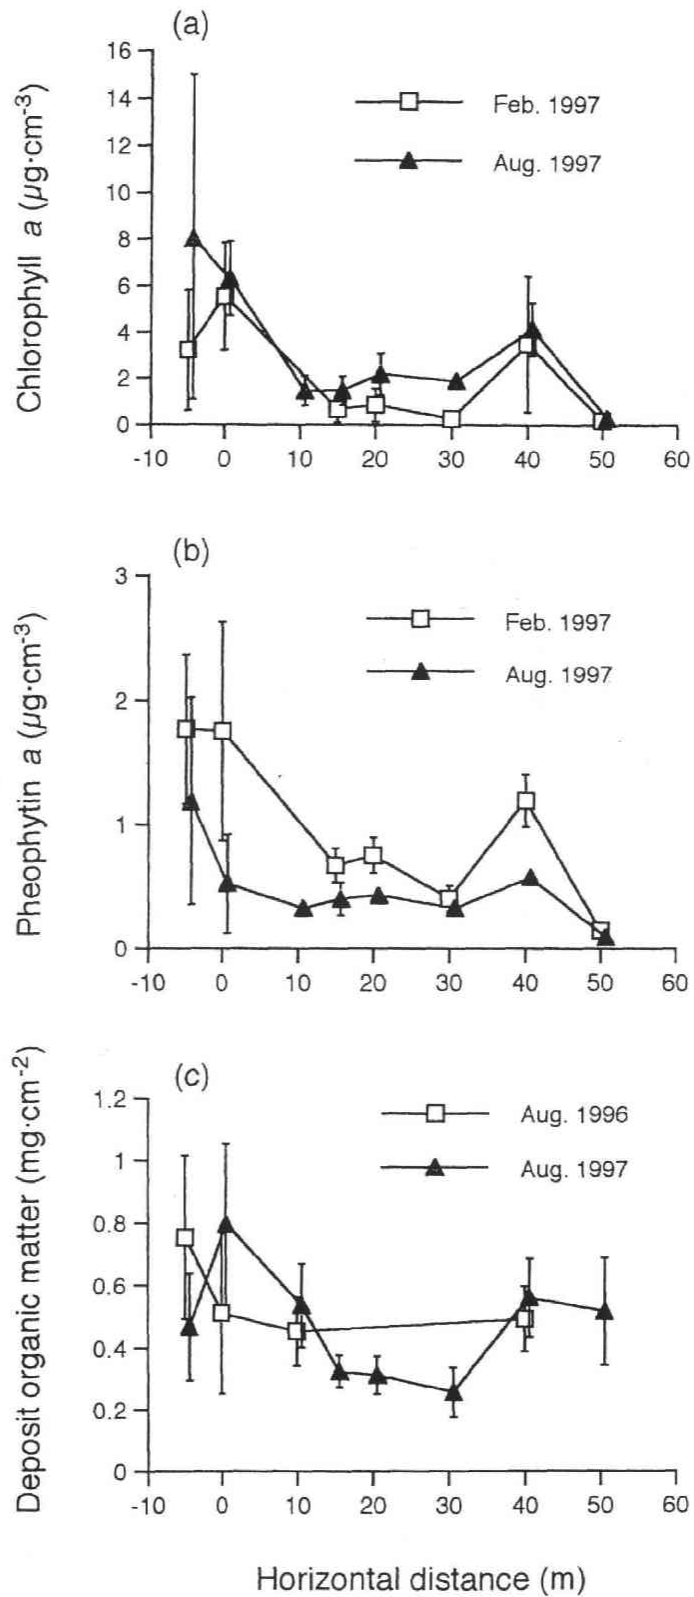 (a)
Chlorophyll a (µg·cm-3)
16
14
12
10
8
6
4
2
0
-10 0 10 20 30 40 50 60
Feb. 1997
Aug. 1997
(b)
Pheophytin a (µg·cm-3)
3
2
1
0
-10 0 10 20 30 40 50 60
Feb. 1997
Aug. 1997
(c)
Deposit organic matter (mg·cm-2)
1.2
1
0.8
0.6
0.4
0.2
0
-10 0 10 20 30 40 50 60
Aug. 1996
Aug. 1997
Horizontal distance (m)